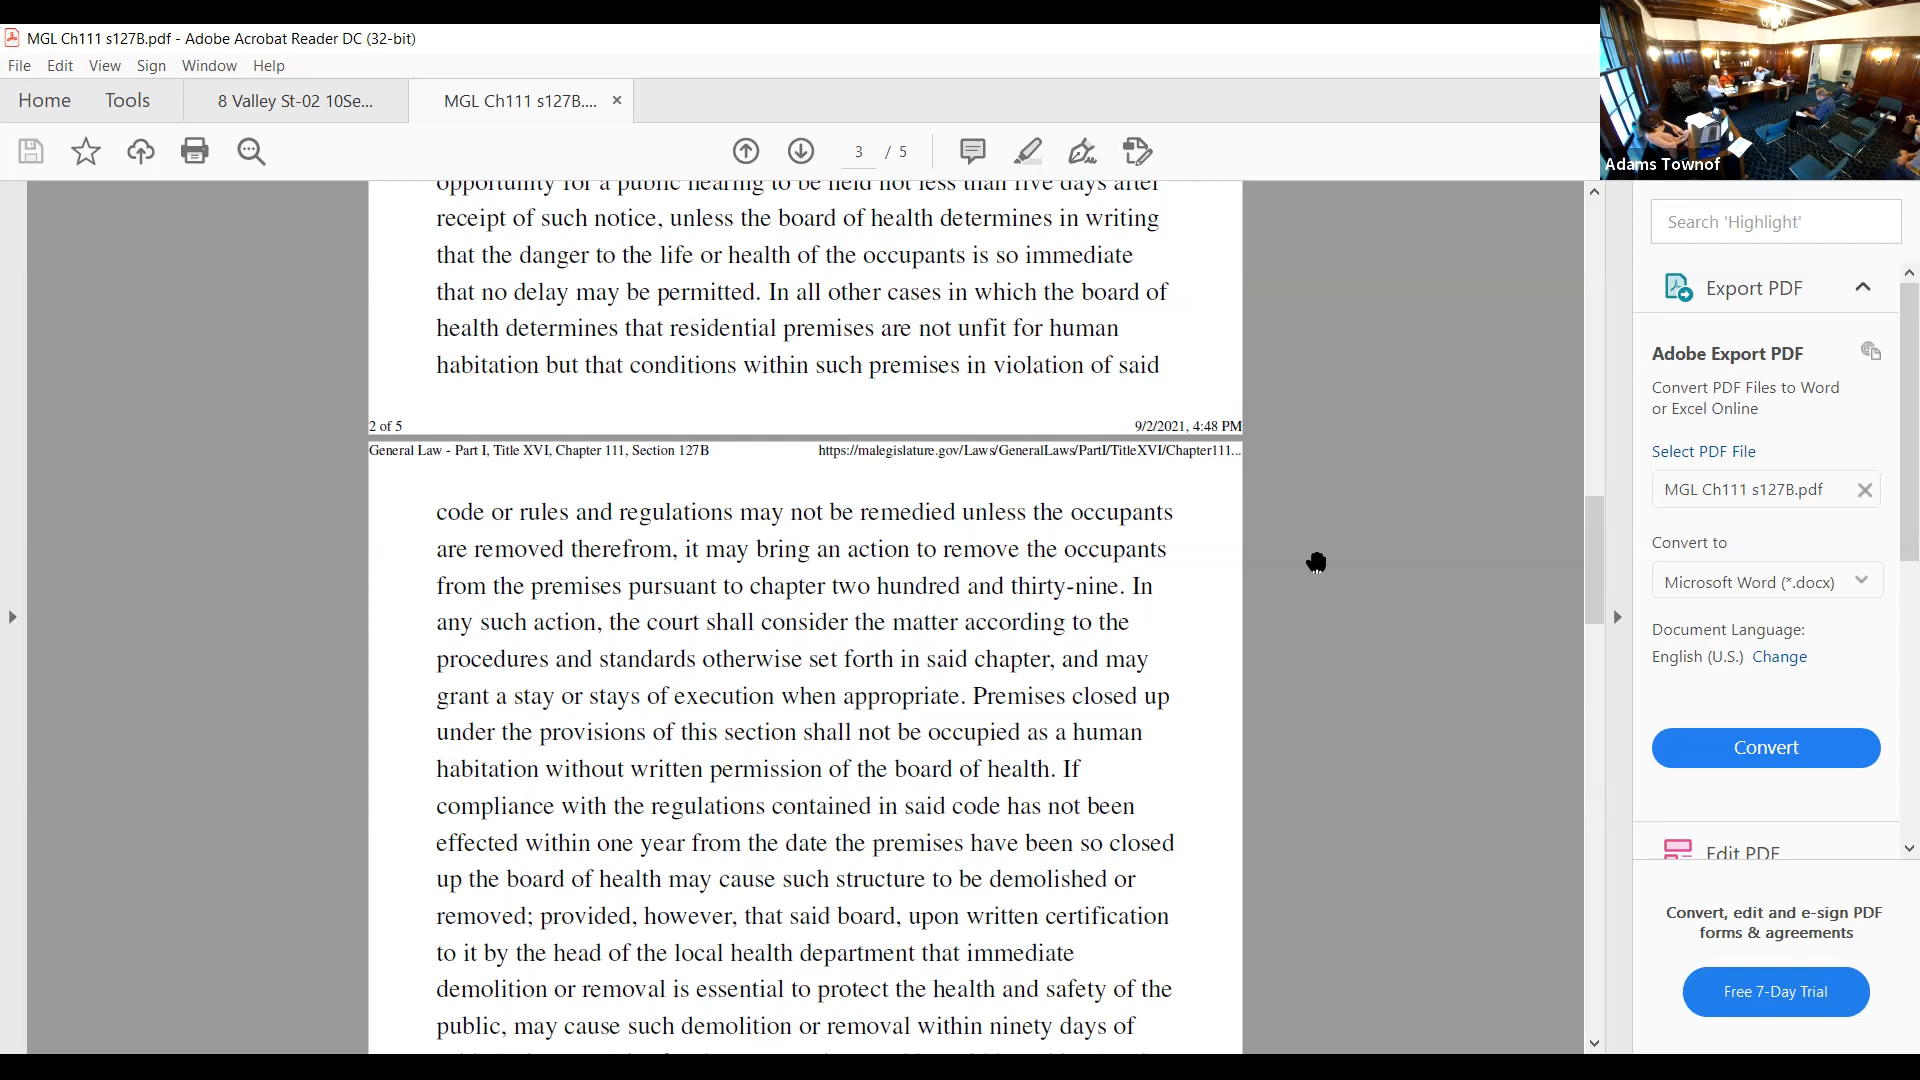 MGL Ch111 s127B.pdf - Adobe Acrobat Reader DC (32-bit)
File Edit View Sign Window Help
Home Tools 8 Valley St-02 10Se... MGL Ch111 s127B.... ×
3 / 5
Adams Townof
opportunity for a public hearing to be held not less than five days after
receipt of such notice, unless the board of health determines in writing
that the danger to the life or health of the occupants is so immediate
that no delay may be permitted. In all other cases in which the board of
health determines that residential premises are not unfit for human
habitation but that conditions within such premises in violation of said
2 of 5 9/2/2021, 4:48 PM
General Law - Part I, Title XVI, Chapter 111, Section 127B https://malegislature.gov/Laws/GeneralLaws/PartI/TitleXVI/Chapter111...
code or rules and regulations may not be remedied unless the occupants
are removed therefrom, it may bring an action to remove the occupants
from the premises pursuant to chapter two hundred and thirty-nine. In
any such action, the court shall consider the matter according to the
procedures and standards otherwise set forth in said chapter, and may
grant a stay or stays of execution when appropriate. Premises closed up
under the provisions of this section shall not be occupied as a human
habitation without written permission of the board of health. If
compliance with the regulations contained in said code has not been
effected within one year from the date the premises have been so closed
up the board of health may cause such structure to be demolished or
removed; provided, however, that said board, upon written certification
to it by the head of the local health department that immediate
demolition or removal is essential to protect the health and safety of the
public, may cause such demolition or removal within ninety days of
Search 'Highlight'
Export PDF
Adobe Export PDF
Convert PDF Files to Word
or Excel Online
Select PDF File
MGL Ch111 s127B.pdf
Convert to
Microsoft Word (*.docx)
Document Language:
English (U.S.) Change
Convert
Edit PDF
Convert, edit and e-sign PDF
forms & agreements
Free 7-Day Trial